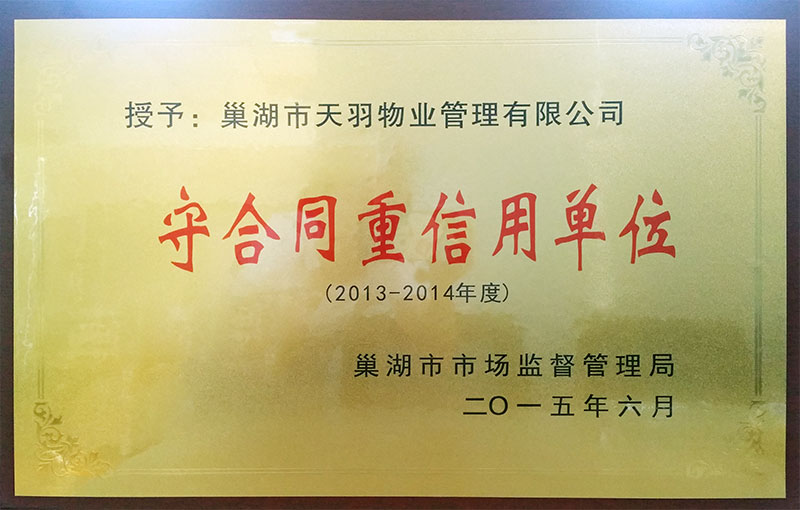 授予：巢湖市天羽物业管理有限公司
守合同重信用单位
(2013-2014年度)
巢湖市市场监督管理局
二〇一五年六月